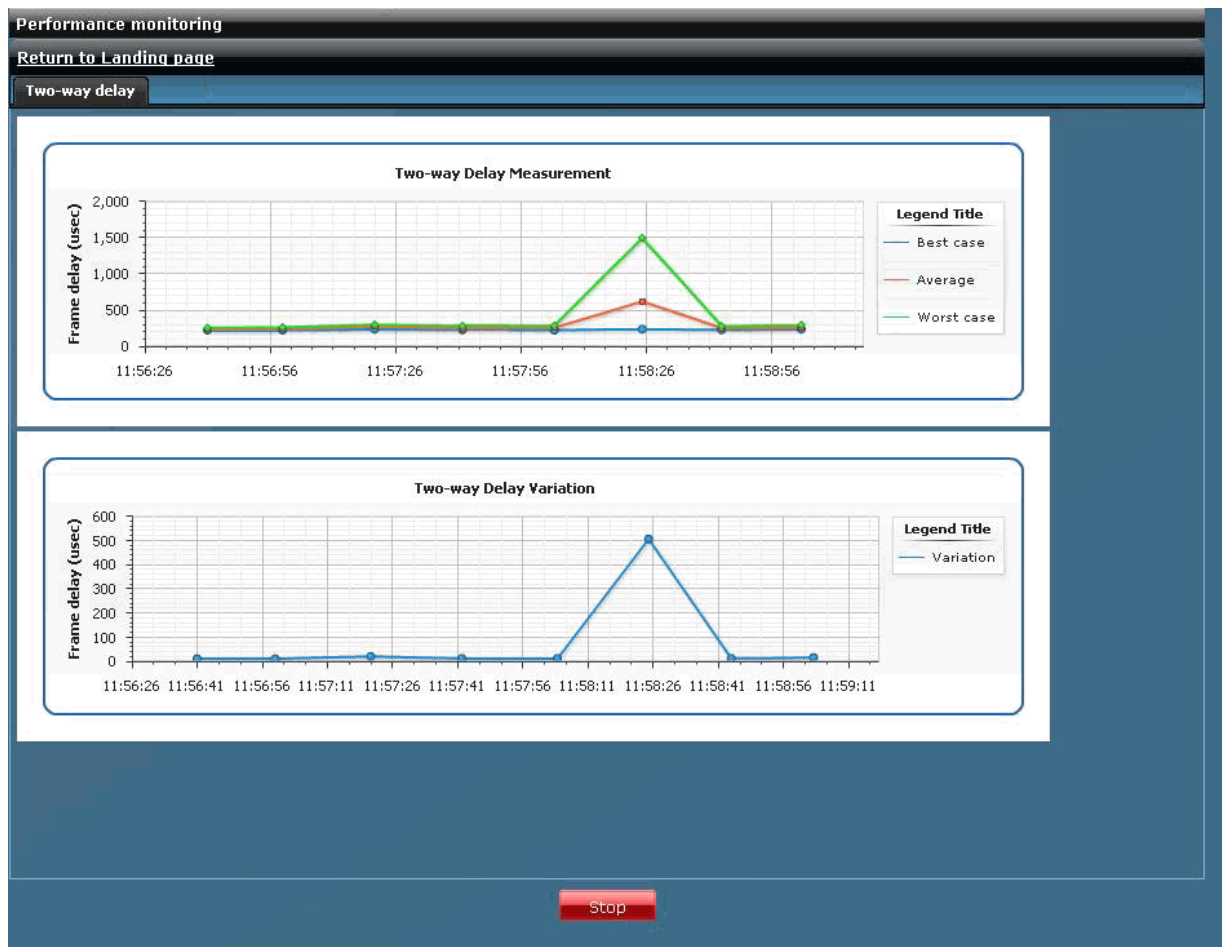 Performance monitoring
Return to Landing page
Two-way delay
Two-way Delay Measurement
Frame delay (usec)
2,000
1,500
1,000
500
0
11:56:26 11:56:56 11:57:26 11:57:56 11:58:26 11:58:56
Legend Title
Best case
Average
Worst case
Two-way Delay Variation
Frame delay (usec)
600
500
400
300
200
100
0
11:56:26 11:56:41 11:56:56 11:57:11 11:57:26 11:57:41 11:57:56 11:58:11 11:58:26 11:58:41 11:58:56 11:59:11
Legend Title
Variation
Stop